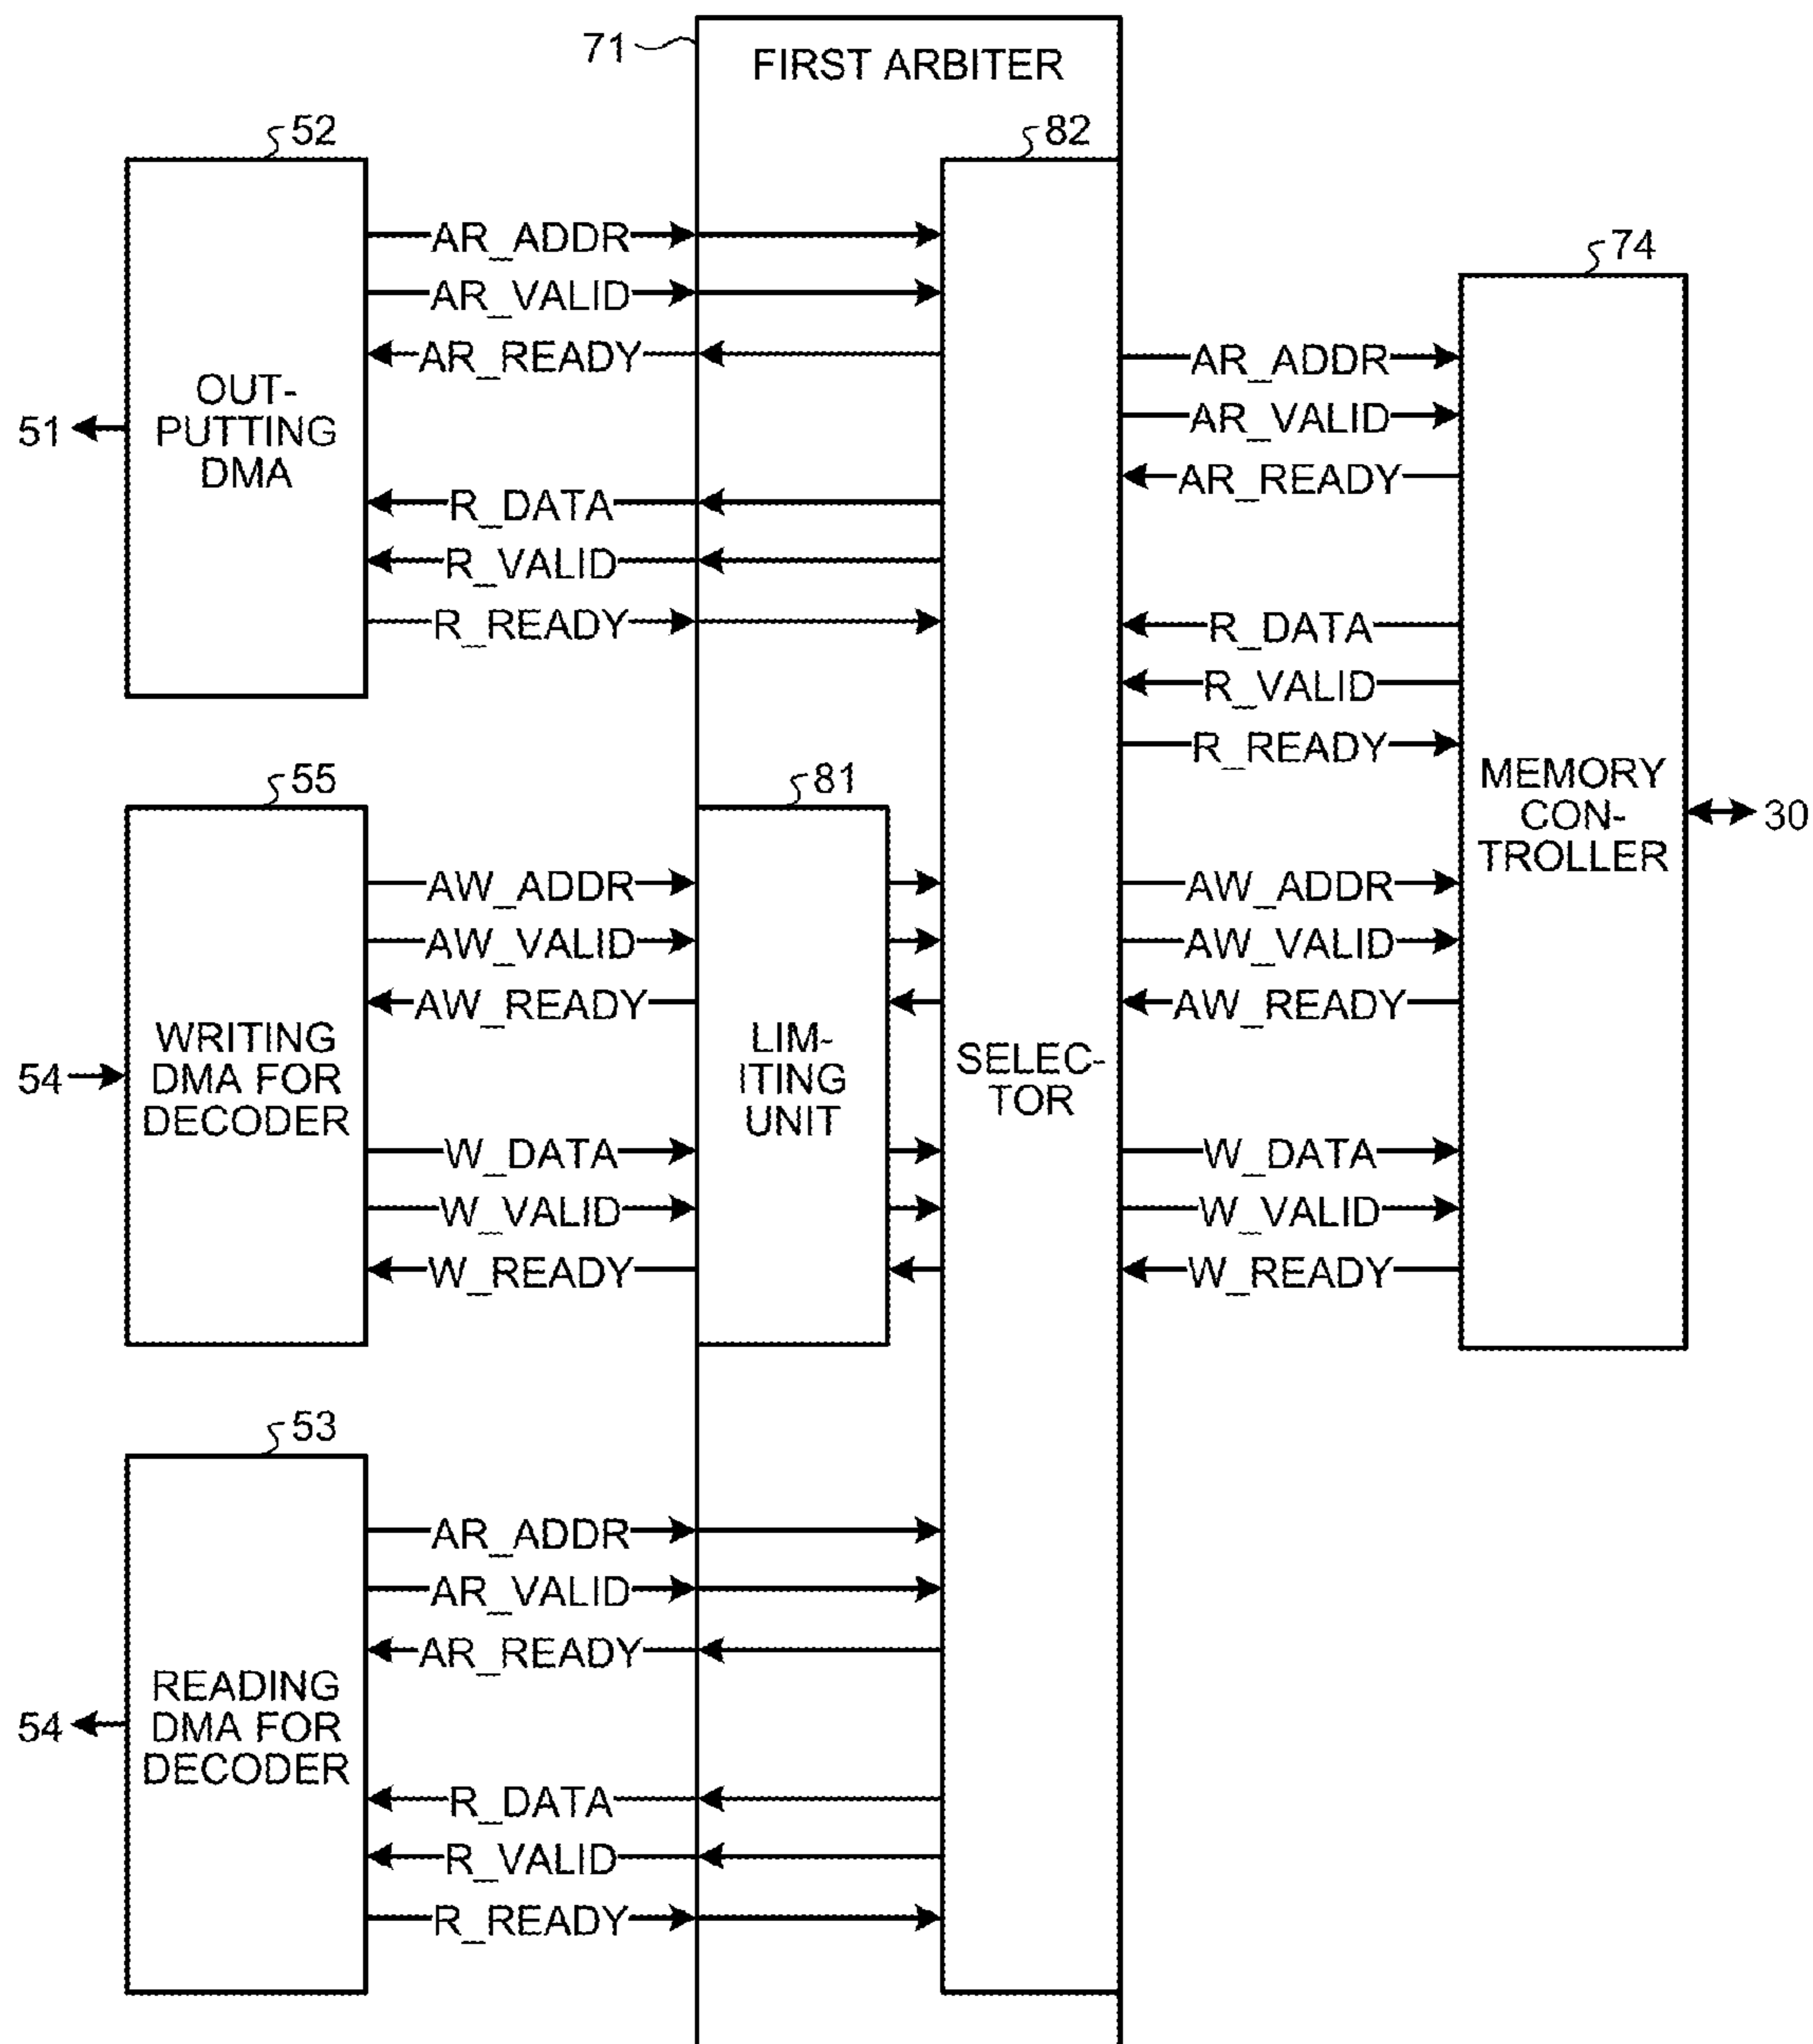 71
FIRST ARBITER
52
82
AR_ADDR
AR_VALID
AR_READY
OUT-
PUTTING
DMA
51
R_DATA
R_VALID
R_READY
74
AR_ADDR
AR_VALID
AR_READY
R_DATA
R_VALID
R_READY
MEMORY
CON-
TROLLER
30
55
81
AW_ADDR
AW_VALID
AW_READY
WRITING
DMA FOR
DECODER
54
W_DATA
W_VALID
W_READY
LIM-
ITING
UNIT
SELEC-
TOR
AW_ADDR
AW_VALID
AW_READY
W_DATA
W_VALID
W_READY
53
AR_ADDR
AR_VALID
AR_READY
READING
DMA FOR
DECODER
54
R_DATA
R_VALID
R_READY